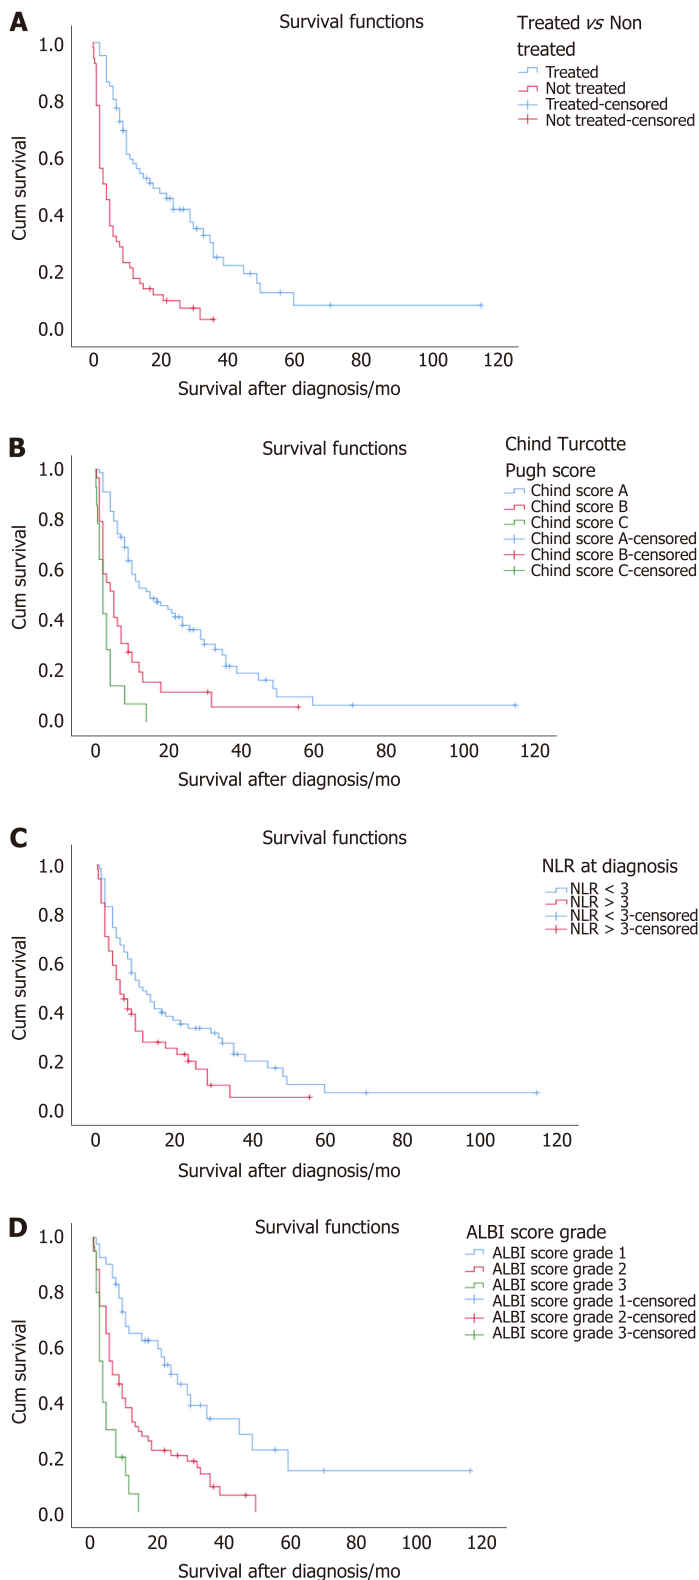 A
Survival functions
Treated vs Non
treated
Treated
Not treated
Treated-censored
Not treated-censored
Cum survival
1.0
0.8
0.6
0.4
0.2
0.0
0 20 40 60 80 100 120
Survival after diagnosis/mo
B
Survival functions
Chind Turcotte
Pugh score
Chind score A
Chind score B
Chind score C
Chind score A-censored
Chind score B-censored
Chind score C-censored
Cum survival
1.0
0.8
0.6
0.4
0.2
0.0
0 20 40 60 80 100 120
Survival after diagnosis/mo
C
Survival functions
NLR at diagnosis
NLR < 3
NLR > 3
NLR < 3-censored
NLR > 3-censored
Cum survival
1.0
0.8
0.6
0.4
0.2
0.0
0 20 40 60 80 100 120
Survival after diagnosis/mo
D
Survival functions
ALBI score grade
ALBI score grade 1
ALBI score grade 2
ALBI score grade 3
ALBI score grade 1-censored
ALBI score grade 2-censored
ALBI score grade 3-censored
Cum survival
1.0
0.8
0.6
0.4
0.2
0.0
0 20 40 60 80 100 120
Survival after diagnosis/mo